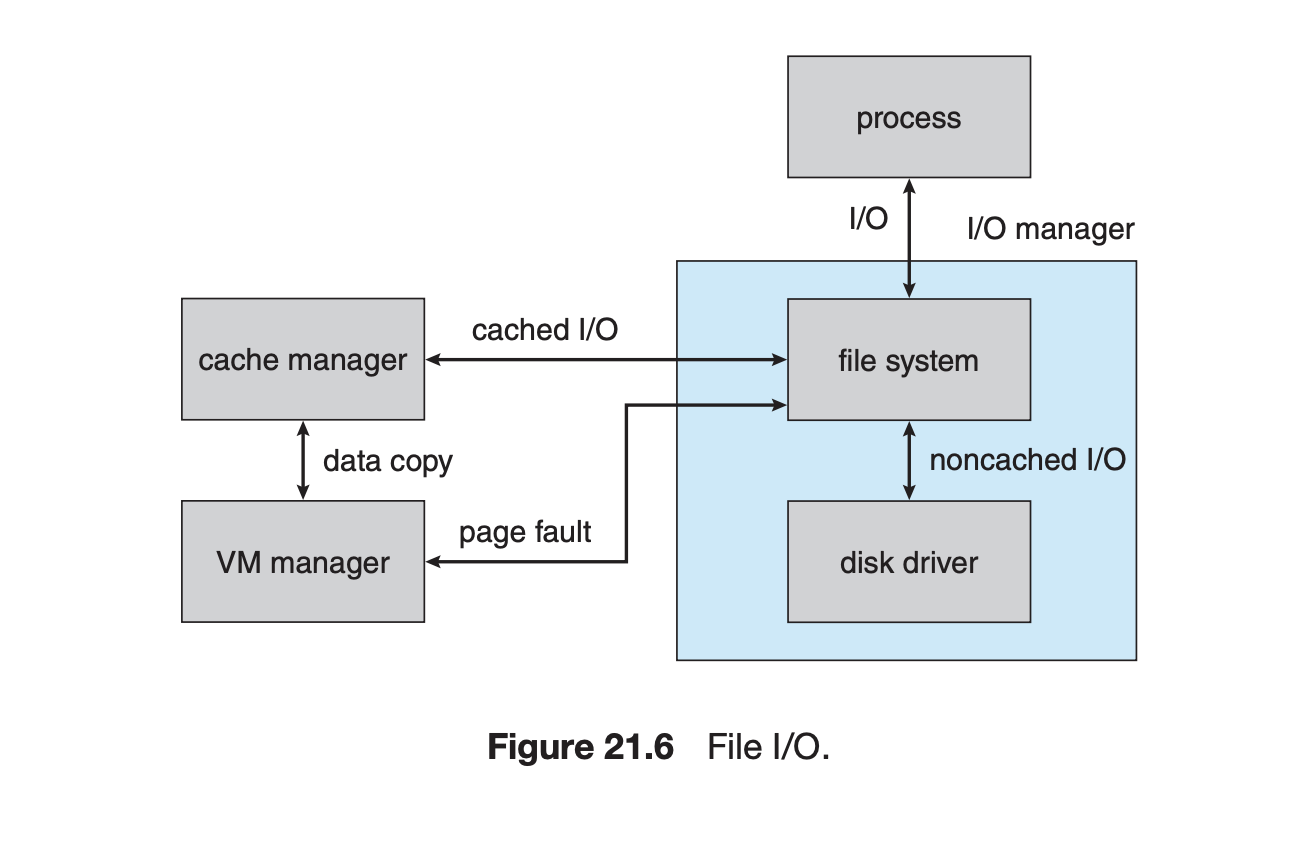 process
I/O
I/O manager
cached I/O
cache manager
file system
data copy
noncached I/O
page fault
VM manager
disk driver
Figure 21.6 File I/O.